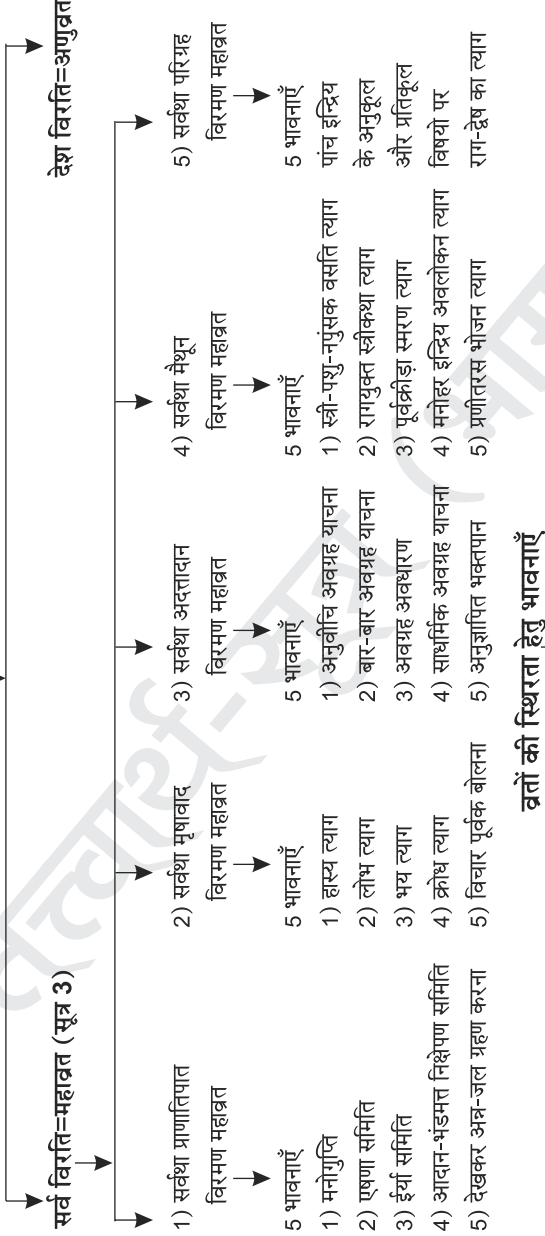 सर्व विरति=महाव्रत (सूत्र 3)
देश विरति=अणुव्रत
1) सर्वथा प्राणातिपात
विरमण महाव्रत
5 भावनाएँ
1) मनोगुप्ति
2) एषणा समिति
3) ईर्या समिति
4) आदान-भंडमत्त निक्षेपण समिति
5) देखकर अन्न-जल ग्रहण करना
2) सर्वथा मृषावाद
विरमण महाव्रत
5 भावनाएँ
1) हास्य त्याग
2) लोभ त्याग
3) भय त्याग
4) क्रोध त्याग
5) विचार पूर्वक बोलना
3) सर्वथा अदत्तादान
विरमण महाव्रत
5 भावनाएँ
1) अनुवीचि अवग्रह याचना
2) बार-बार अवग्रह याचना
3) अवग्रह अवधारण
4) साधर्मिक अवग्रह याचना
5) अनुज्ञापित भक्तपान
4) सर्वथा मैथून
विरमण महाव्रत
5 भावनाएँ
1) स्त्री-पशु-नपुंसक वसति त्याग
2) रागयुक्त स्त्रीकथा त्याग
3) पूर्वक्रीड़ा स्मरण त्याग
4) मनोहर इन्द्रिय अवलोकन त्याग
5) प्रणीतरस भोजन त्याग
5) सर्वथा परिग्रह
विरमण महाव्रत
5 भावनाएँ
पांच इन्द्रिय
के अनुकूल
और प्रतिकूल
विषयो पर
राग-द्वेष का त्याग
व्रतों की स्थिरता हेतु भावनाएँ
तत्त्वार्थ-सूत्र